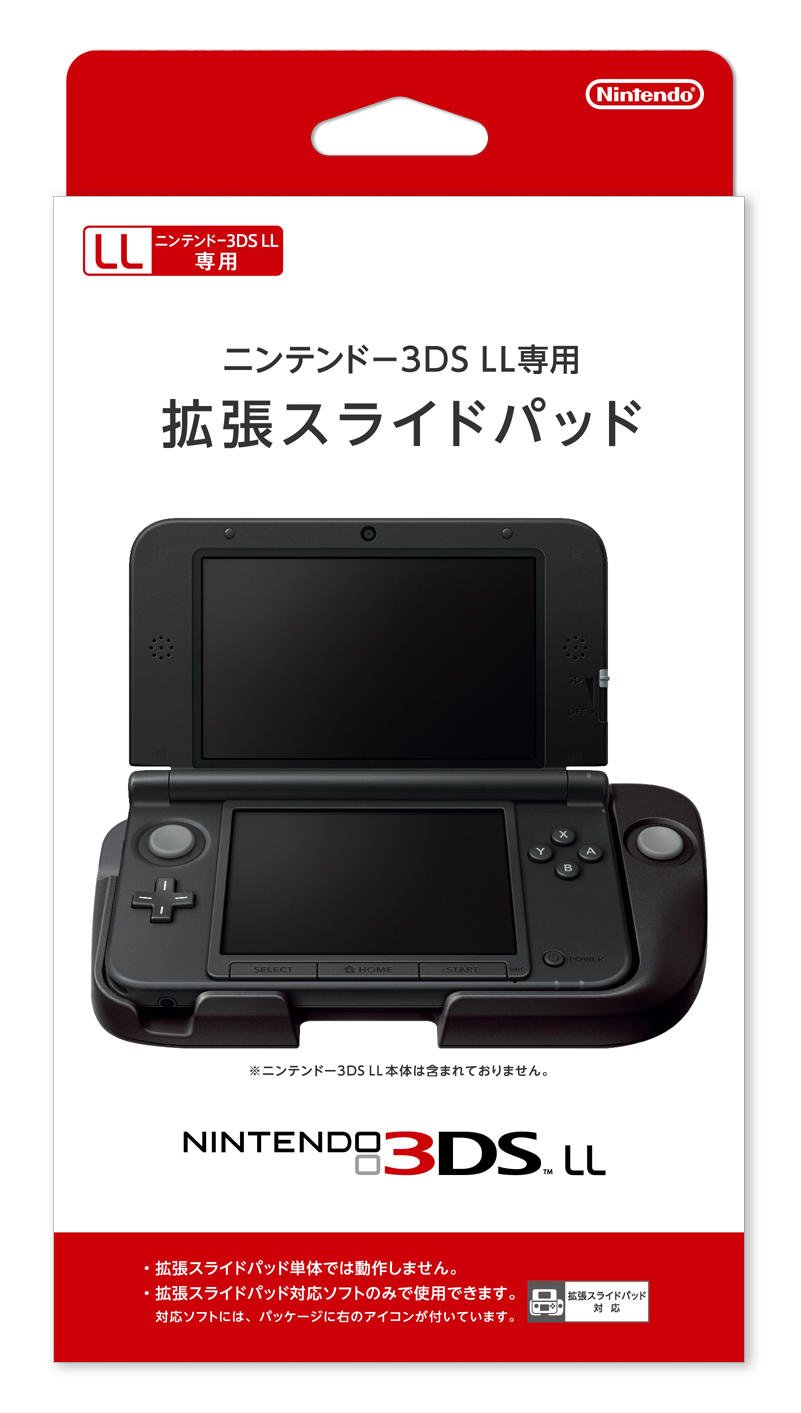 Nintendo®
LL
ニンテンドー3DS LL
専用
ニンテンドー3DS LL専用
拡張スライドパッド
3D
OFF
X
Y
A
B
SELECT
HOME
START
MIC
POWER
※ニンテンドー3DS LL 本体は含まれておりません。
NINTENDO 3DS™ LL
・拡張スライドパッド単体では動作しません。
・拡張スライドパッド対応ソフトのみで使用できます。
対応ソフトには、パッケージに右のアイコンが付いています。
拡張スライドパッド
対応